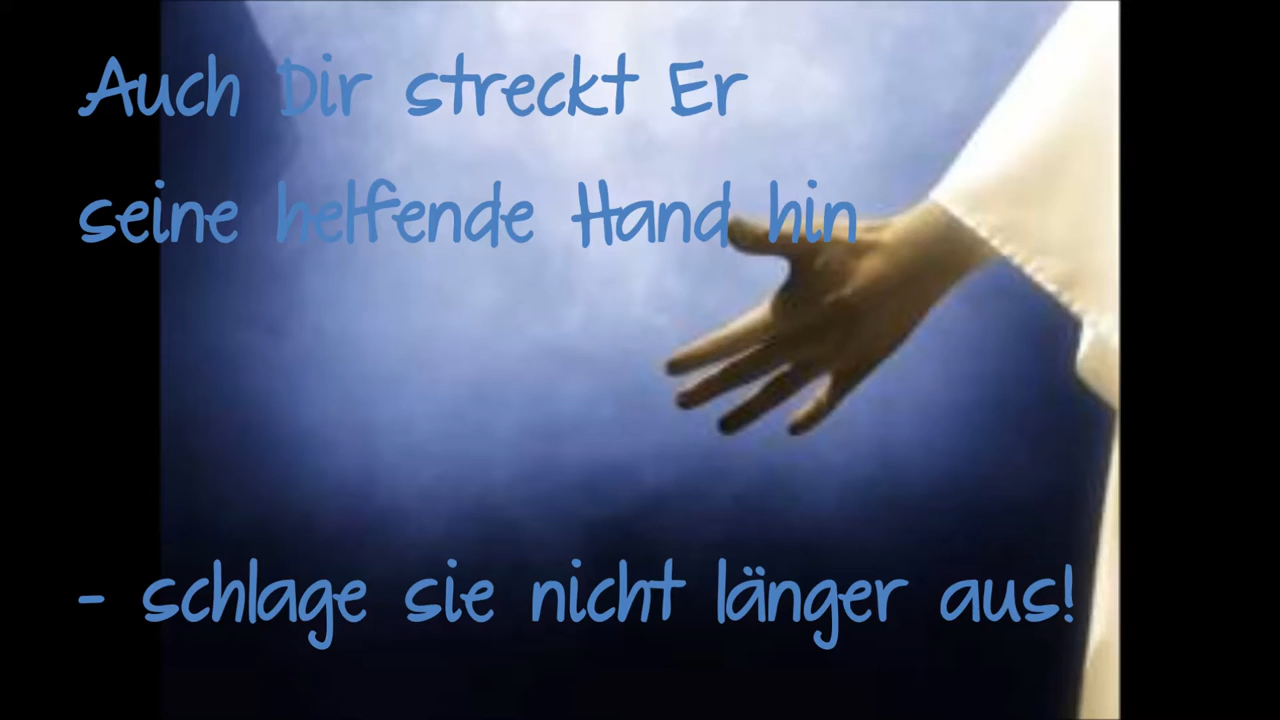 Auch Dir streckt Er
seine helfende Hand hin
- schlage sie nicht länger aus!